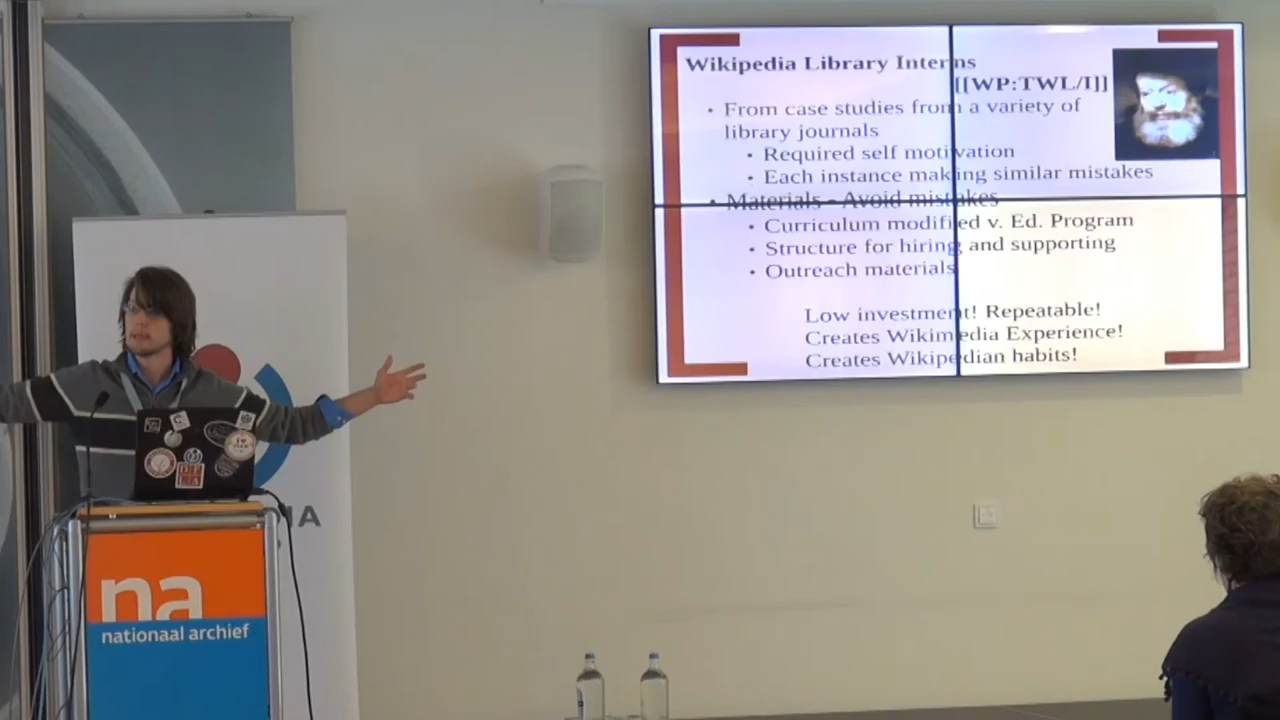 Wikipedia Library Interns
[[WP:TWL/I]]
• From case studies from a variety of
library journals
• Required self motivation
• Each instance making similar mistakes
• Materials - Avoid mistakes
• Curriculum modified v. Ed. Program
• Structure for hiring and supporting
• Outreach materials
Low investment! Repeatable!
Creates Wikimedia Experience!
Creates Wikipedian habits!
IA
na
nationaal archief